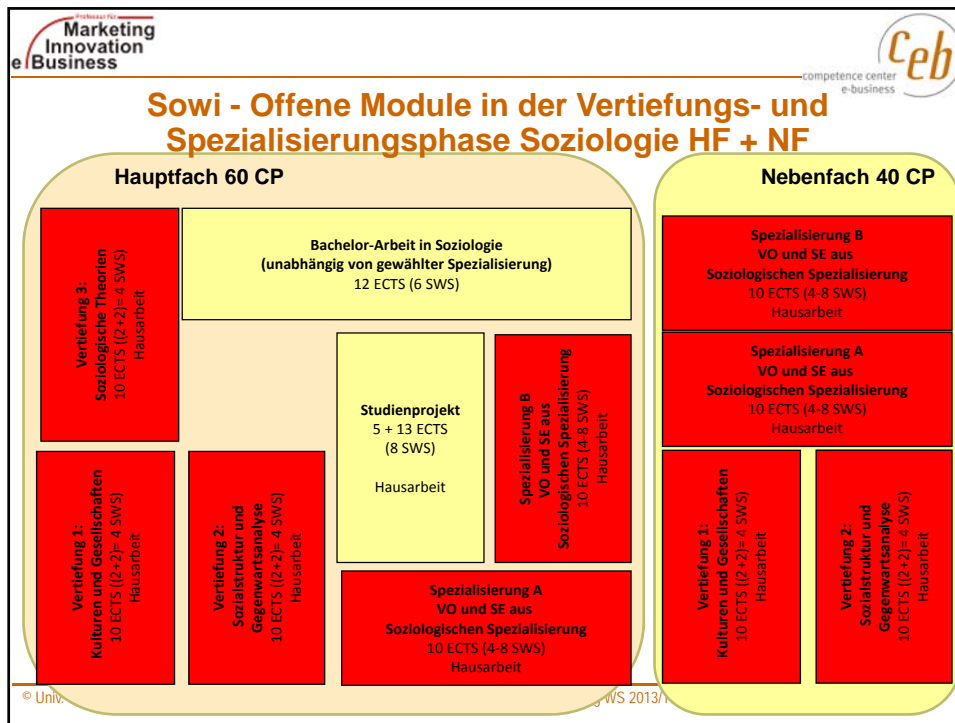 Professur für
Marketing
Innovation
e Business
ceb
competence center
e-business
Sowi - Offene Module in der Vertiefungs- und
Spezialisierungsphase Soziologie HF + NF
Hauptfach 60 CP
Vertiefung 3:
Soziologische Theorien
10 ECTS ((2+2)= 4 SWS)
Hausarbeit
Bachelor-Arbeit in Soziologie
(unabhängig von gewählter Spezialisierung)
12 ECTS (6 SWS)
Studienprojekt
5 + 13 ECTS
(8 SWS)
Hausarbeit
Spezialisierung B
VO und SE aus
Soziologischen Spezialisierung
10 ECTS (4-8 SWS)
Hausarbeit
Vertiefung 1:
Kulturen und Gesellschaften
10 ECTS ((2+2)= 4 SWS)
Hausarbeit
Vertiefung 2:
Sozialstruktur und
Gegenwartsanalyse
10 ECTS ((2+2)= 4 SWS)
Hausarbeit
Spezialisierung A
VO und SE aus
Soziologischen Spezialisierung
10 ECTS (4-8 SWS)
Hausarbeit
Nebenfach 40 CP
Spezialisierung B
VO und SE aus
Soziologischen Spezialisierung
10 ECTS (4-8 SWS)
Hausarbeit
Spezialisierung A
VO und SE aus
Soziologischen Spezialisierung
10 ECTS (4-8 SWS)
Hausarbeit
Vertiefung 1:
Kulturen und Gesellschaften
10 ECTS ((2+2)= 4 SWS)
Hausarbeit
Vertiefung 2:
Sozialstruktur und
Gegenwartsanalyse
10 ECTS ((2+2)= 4 SWS)
Hausarbeit
© Univ. WS 2013/1